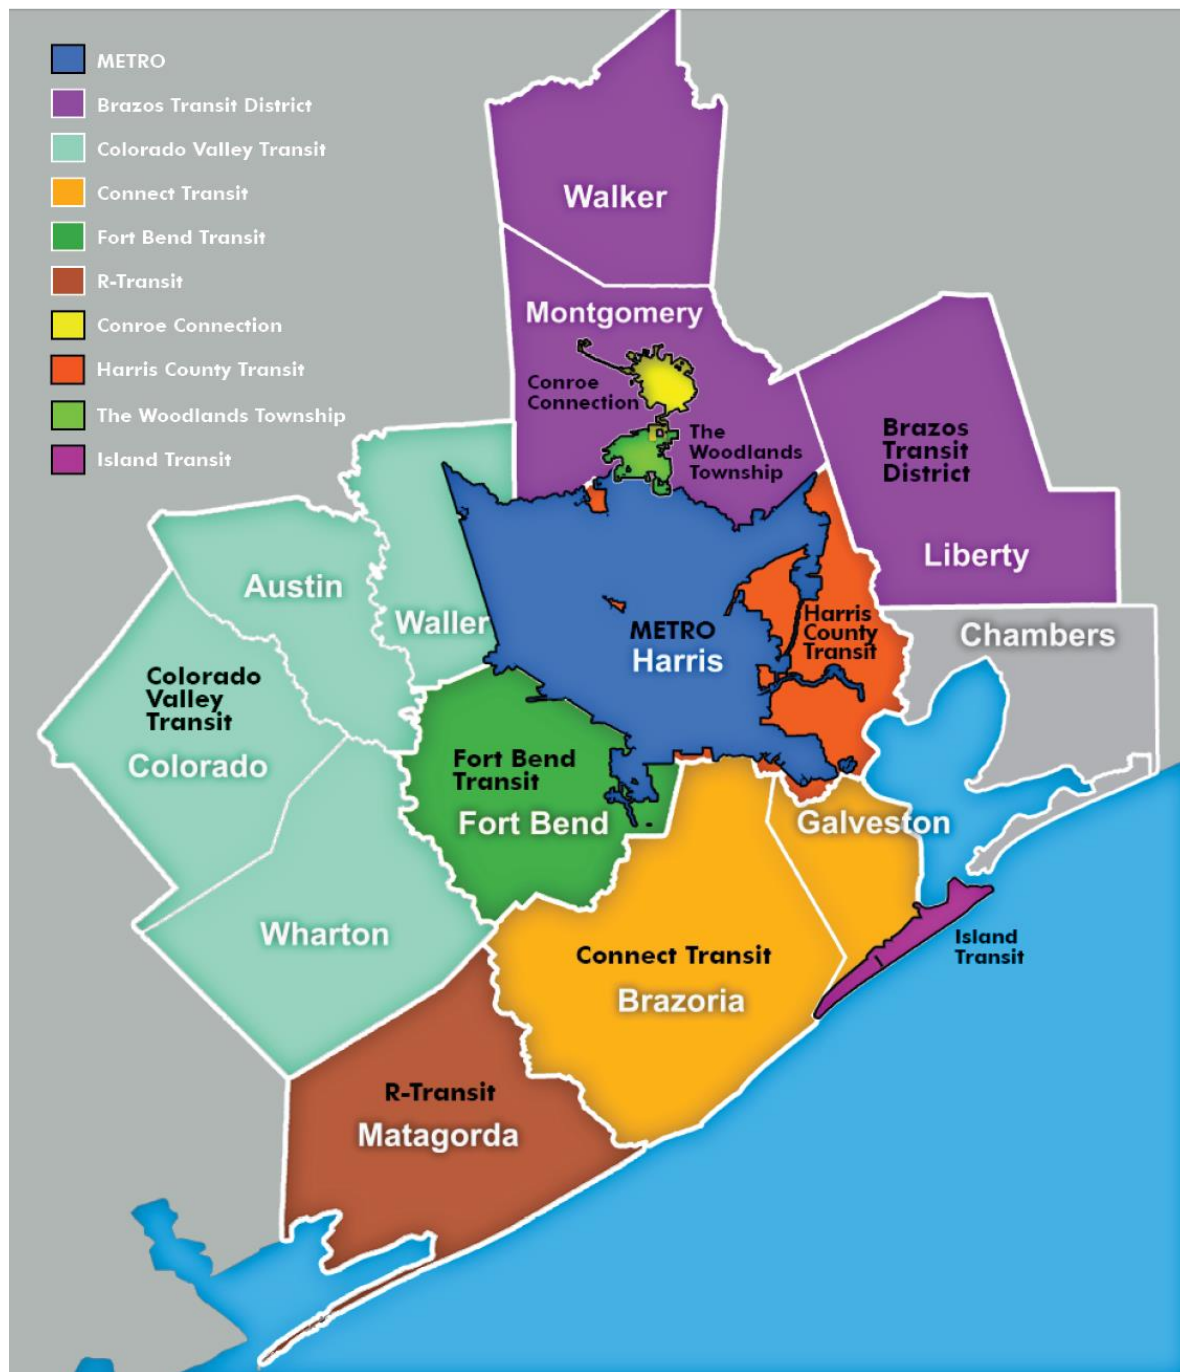 METRO
Brazos Transit District
Colorado Valley Transit
Connect Transit
Fort Bend Transit
R-Transit
Conroe Connection
Harris County Transit
The Woodlands Township
Island Transit
Walker
Montgomery
Conroe
Connection
The
Woodlands
Township
Brazos
Transit
District
Liberty
Austin
Waller
METRO
Harris
Harris
County
Transit
Chambers
Colorado
Valley
Transit
Colorado
Fort Bend
Transit
Fort Bend
Galveston
Wharton
Connect Transit
Brazoria
Island
Transit
R-Transit
Matagorda